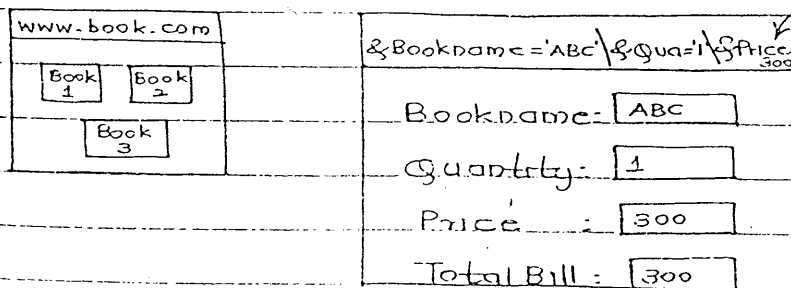 www.book.com
Book 1
Book 2
Book 3
&Bookname='ABC'\&Qua='1'\&Price 300
Bookname: ABC
Quantity: 1
Price : 300
Total Bill : 300